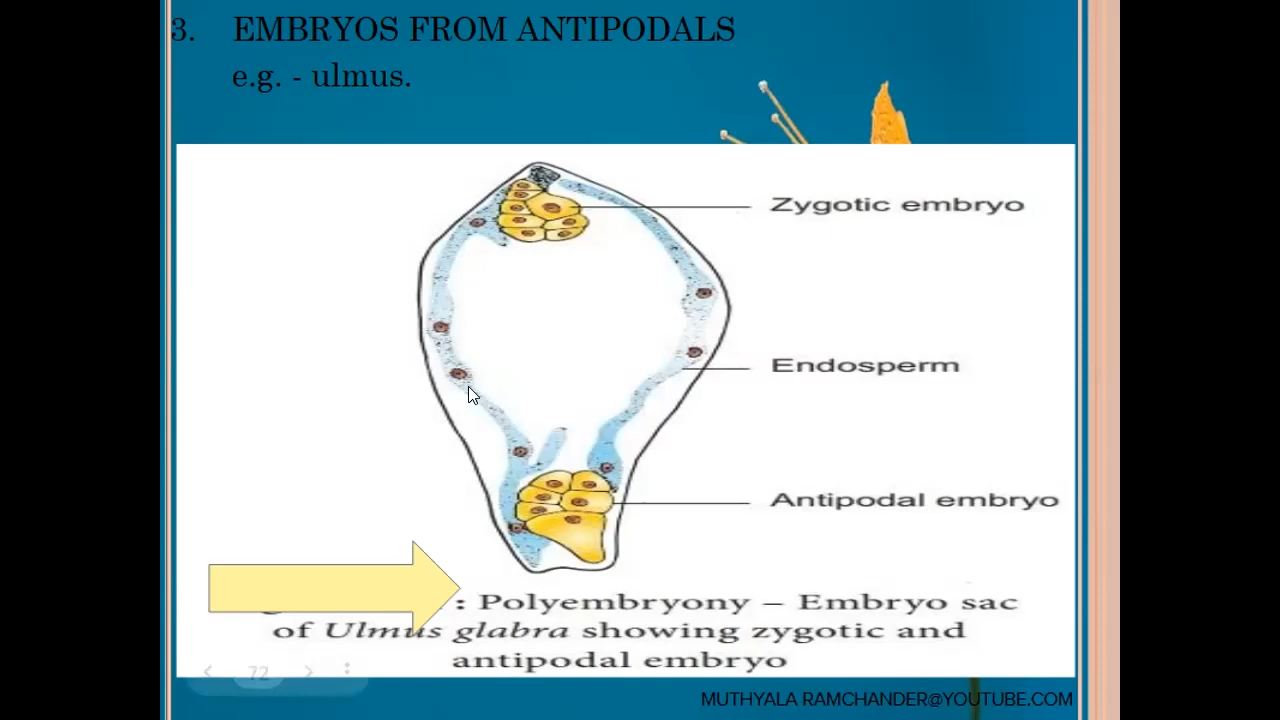 3. EMBRYOS FROM ANTIPODALS
e.g. - ulmus.
Zygotic embryo
Endosperm
Antipodal embryo
: Polyembryony – Embryo sac
of Ulmus glabra showing zygotic and
antipodal embryo
72
MUTHYALA RAMCHANDER@YOUTUBE.COM